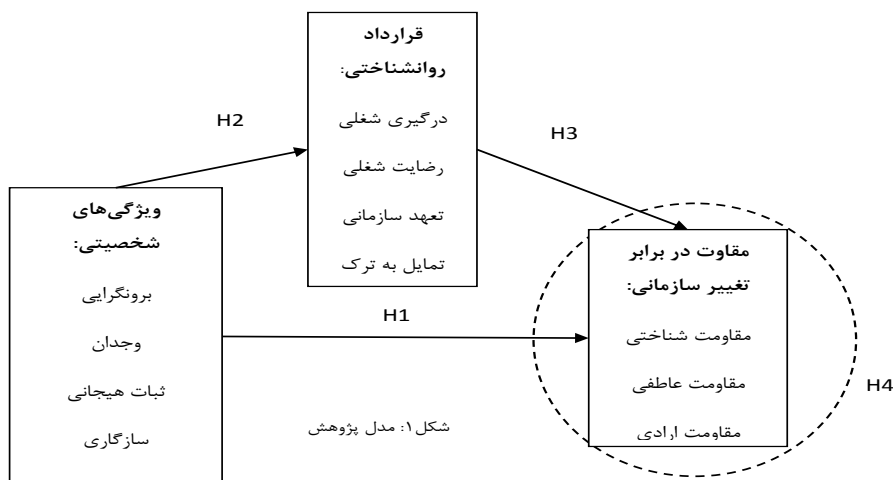 قرارداد
روانشناختی:
درگیری شغلی
رضایت شغلی
تعهد سازمانی
تمایل به ترک
H2
H3
ویژگی‌های
شخصیتی:
برونگرایی
وجدان
ثبات هیجانی
سازگاری
H1
مقاوت در برابر
تغییر سازمانی:
مقاومت شناختی
مقاومت عاطفی
مقاومت ارادی
H4
شکل۱: مدل پژوهش